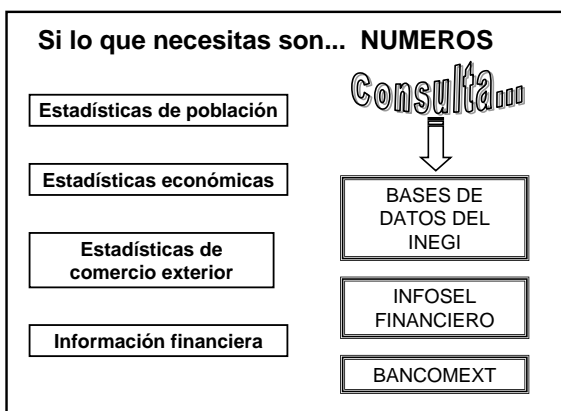 Si lo que necesitas son... NUMEROS
Consulta...
Estadísticas de población
Estadísticas económicas
Estadísticas de
comercio exterior
Información financiera
BASES DE
DATOS DEL
INEGI
INFOSEL
FINANCIERO
BANCOMEXT